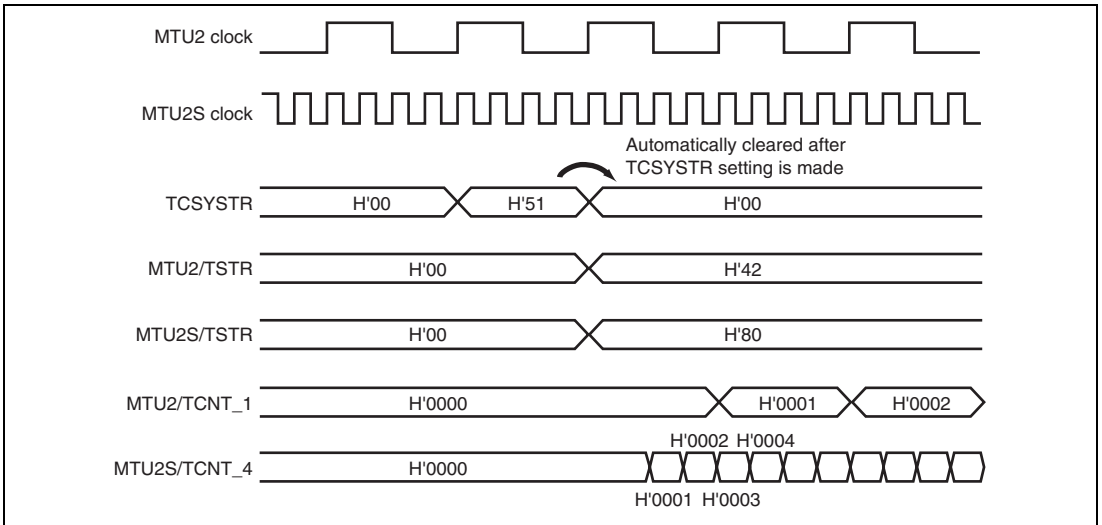 MTU2 clock
MTU2S clock
Automatically cleared after
TCSYSTR setting is made
TCSYSTR H'00 H'51 H'00
MTU2/TSTR H'00 H'42
MTU2S/TSTR H'00 H'80
MTU2/TCNT_1 H'0000 H'0001 H'0002
H'0002 H'0004
MTU2S/TCNT_4 H'0000
H'0001 H'0003